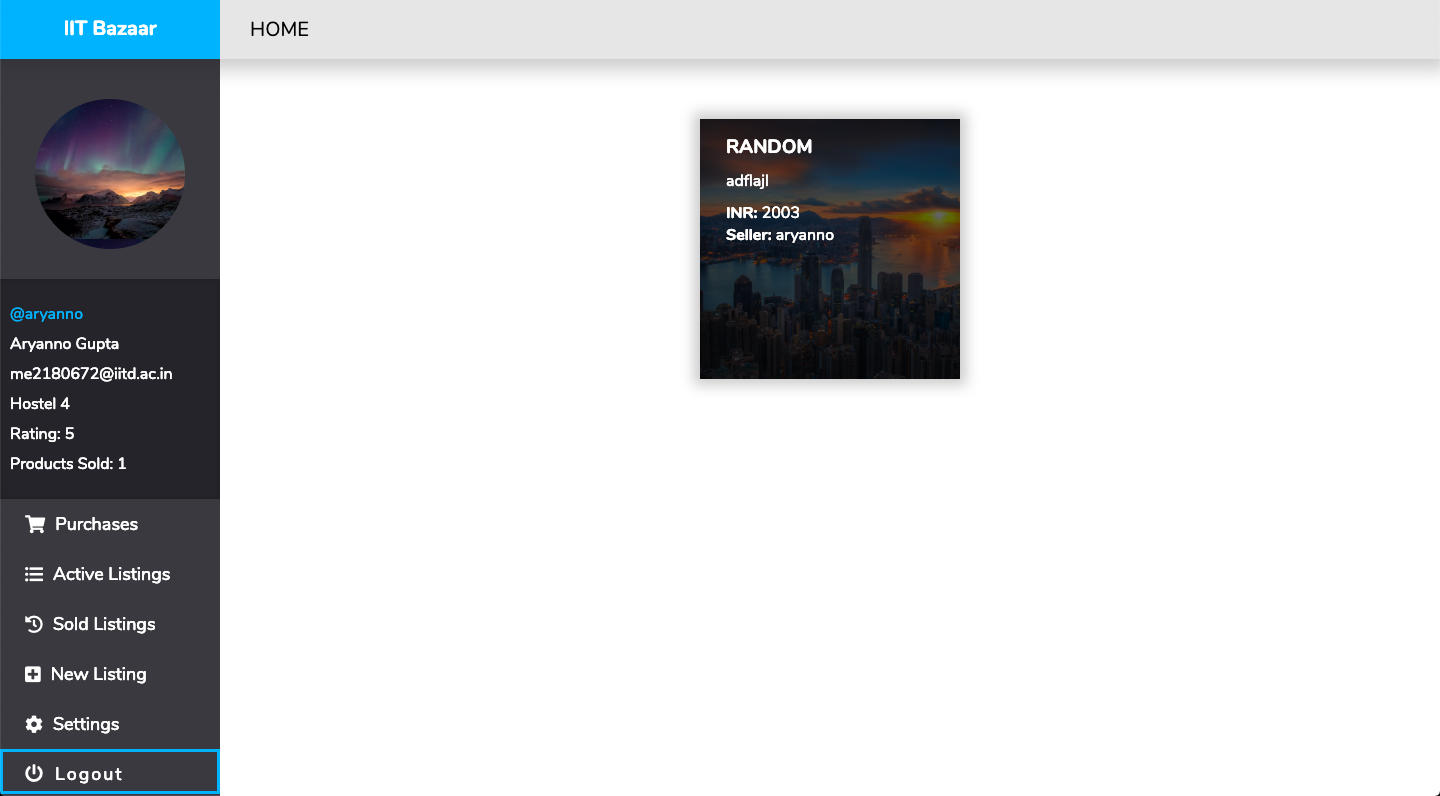 IIT Bazaar
HOME
@aryanno
Aryanno Gupta
me2180672@iitd.ac.in
Hostel 4
Rating: 5
Products Sold: 1
Purchases
Active Listings
Sold Listings
New Listing
Settings
Logout
RANDOM
adflajl
INR: 2003
Seller: aryanno